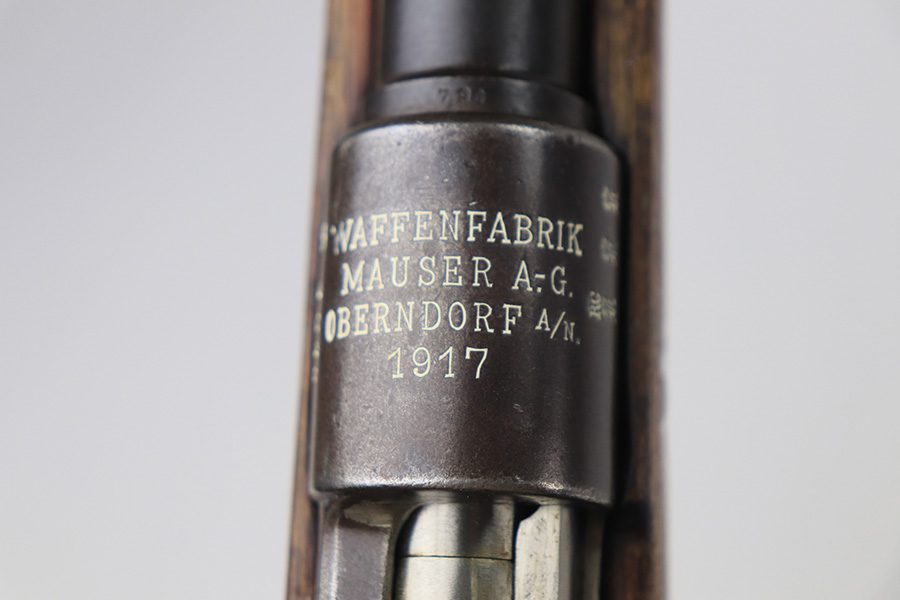 WAFFENFABRIK
MAUSER A.-G.
OBERNDORF A/N.
1917